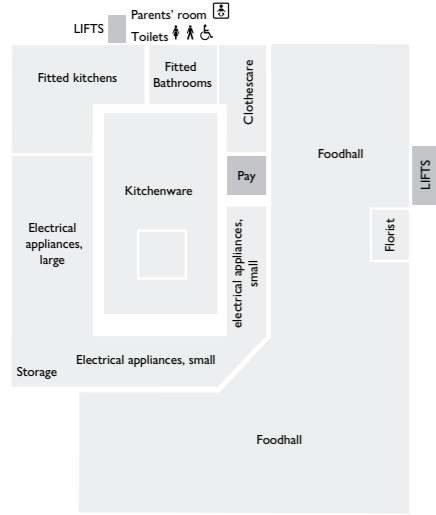 Parents' room
LIFTS
Toilets
Fitted kitchens
Fitted
Bathrooms
Clothescare
Foodhall
Pay
LIFTS
Kitchenware
Electrical
appliances,
large
electrical appliances,
small
Florist
Electrical appliances, small
Storage
Foodhall